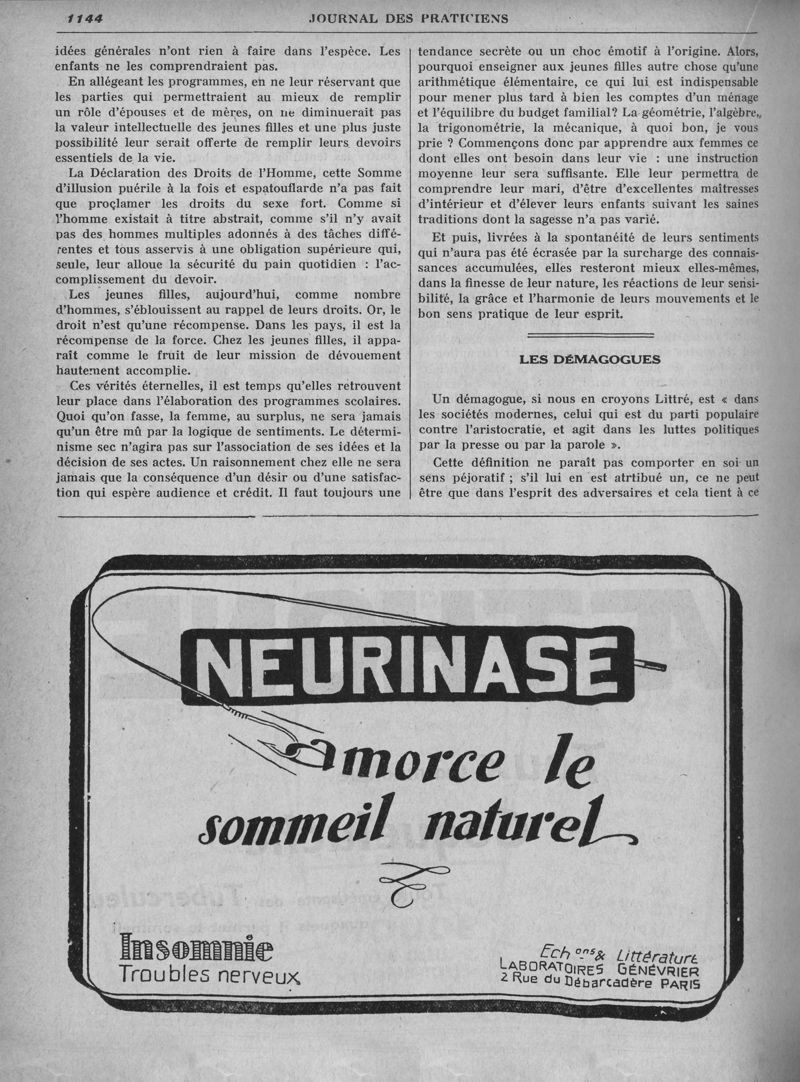 1144
JOURNAL DES PRATICIENS
idées générales n'ont rien à faire dans l'espèce. Les
enfants ne les comprendraient pas.
En allégeant les programmes, en ne leur réservant que
les parties qui permettraient au mieux de remplir
un rôle d'épouses et de mères, on ne diminuerait pas
la valeur intellectuelle des jeunes filles et une plus juste
possibilité leur serait offerte de remplir leurs devoirs
essentiels de la vie.
La Déclaration des Droits de l'Homme, cette Somme
d'illusion puérile à la fois et espatouflarde n'a pas fait
que proclamer les droits du sexe fort. Comme si
l'homme existait à titre abstrait, comme s'il n'y avait
pas des hommes multiples adonnés à des tâches diffé-
rentes et tous asservis à une obligation supérieure qui,
seule, leur alloue la sécurité du pain quotidien : l'ac-
complissement du devoir.
Les jeunes filles, aujourd'hui, comme nombre
d'hommes, s'éblouissent au rappel de leurs droits. Or, le
droit n'est qu'une récompense. Dans les pays, il est la
récompense de la force. Chez les jeunes filles, il appa-
raît comme le fruit de leur mission de dévouement
hautement accomplie.
Ces vérités éternelles, il est temps qu'elles retrouvent
leur place dans l'élaboration des programmes scolaires.
Quoi qu'on fasse, la femme, au surplus, ne sera jamais
qu'un être mû par la logique de sentiments. Le détermi-
nisme sec n'agira pas sur l'association de ses idées et la
décision de ses actes. Un raisonnement chez elle ne sera
jamais que la conséquence d'un désir ou d'une satisfac-
tion qui espère audience et crédit. Il faut toujours une
tendance secrète ou un choc émotif à l'origine. Alors,
pourquoi enseigner aux jeunes filles autre chose qu'une
arithmétique élémentaire, ce qui lui est indispensable
pour mener plus tard à bien les comptes d'un ménage
et l'équilibre du budget familial? La géométrie, l'algèbre,
la trigonométrie, la mécanique, à quoi bon, je vous
prie ? Commençons donc par apprendre aux femmes ce
dont elles ont besoin dans leur vie : une instruction
moyenne leur sera suffisante. Elle leur permettra de
comprendre leur mari, d'être d'excellentes maîtresses
d'intérieur et d'élever leurs enfants suivant les saines
traditions dont la sagesse n'a pas varié.
Et puis, livrées à la spontanéité de leurs sentiments
qui n'aura pas été écrasée par la surcharge des connais-
sances accumulées, elles resteront mieux elles-mêmes,
dans la finesse de leur nature, les réactions de leur sensi-
bilité, la grâce et l'harmonie de leurs mouvements et le
bon sens pratique de leur esprit.
LES DÉMAGOGUES
Un démagogue, si nous en croyons Littré, est « dans
les sociétés modernes, celui qui est du parti populaire
contre l'aristocratie, et agit dans les luttes politiques
par la presse ou par la parole ».
Cette définition ne paraît pas comporter en soi un
sens péjoratif ; s'il lui en est atrtibué un, ce ne peut
être que dans l'esprit des adversaires et cela tient à ce
NEURINASE
amorce le
sommeil naturel
Insomnie
Troubles nerveux
Ech ons & Littérature
LABORATOIRES GÉNÉVRIER
2 Rue du Débarcadère PARIS